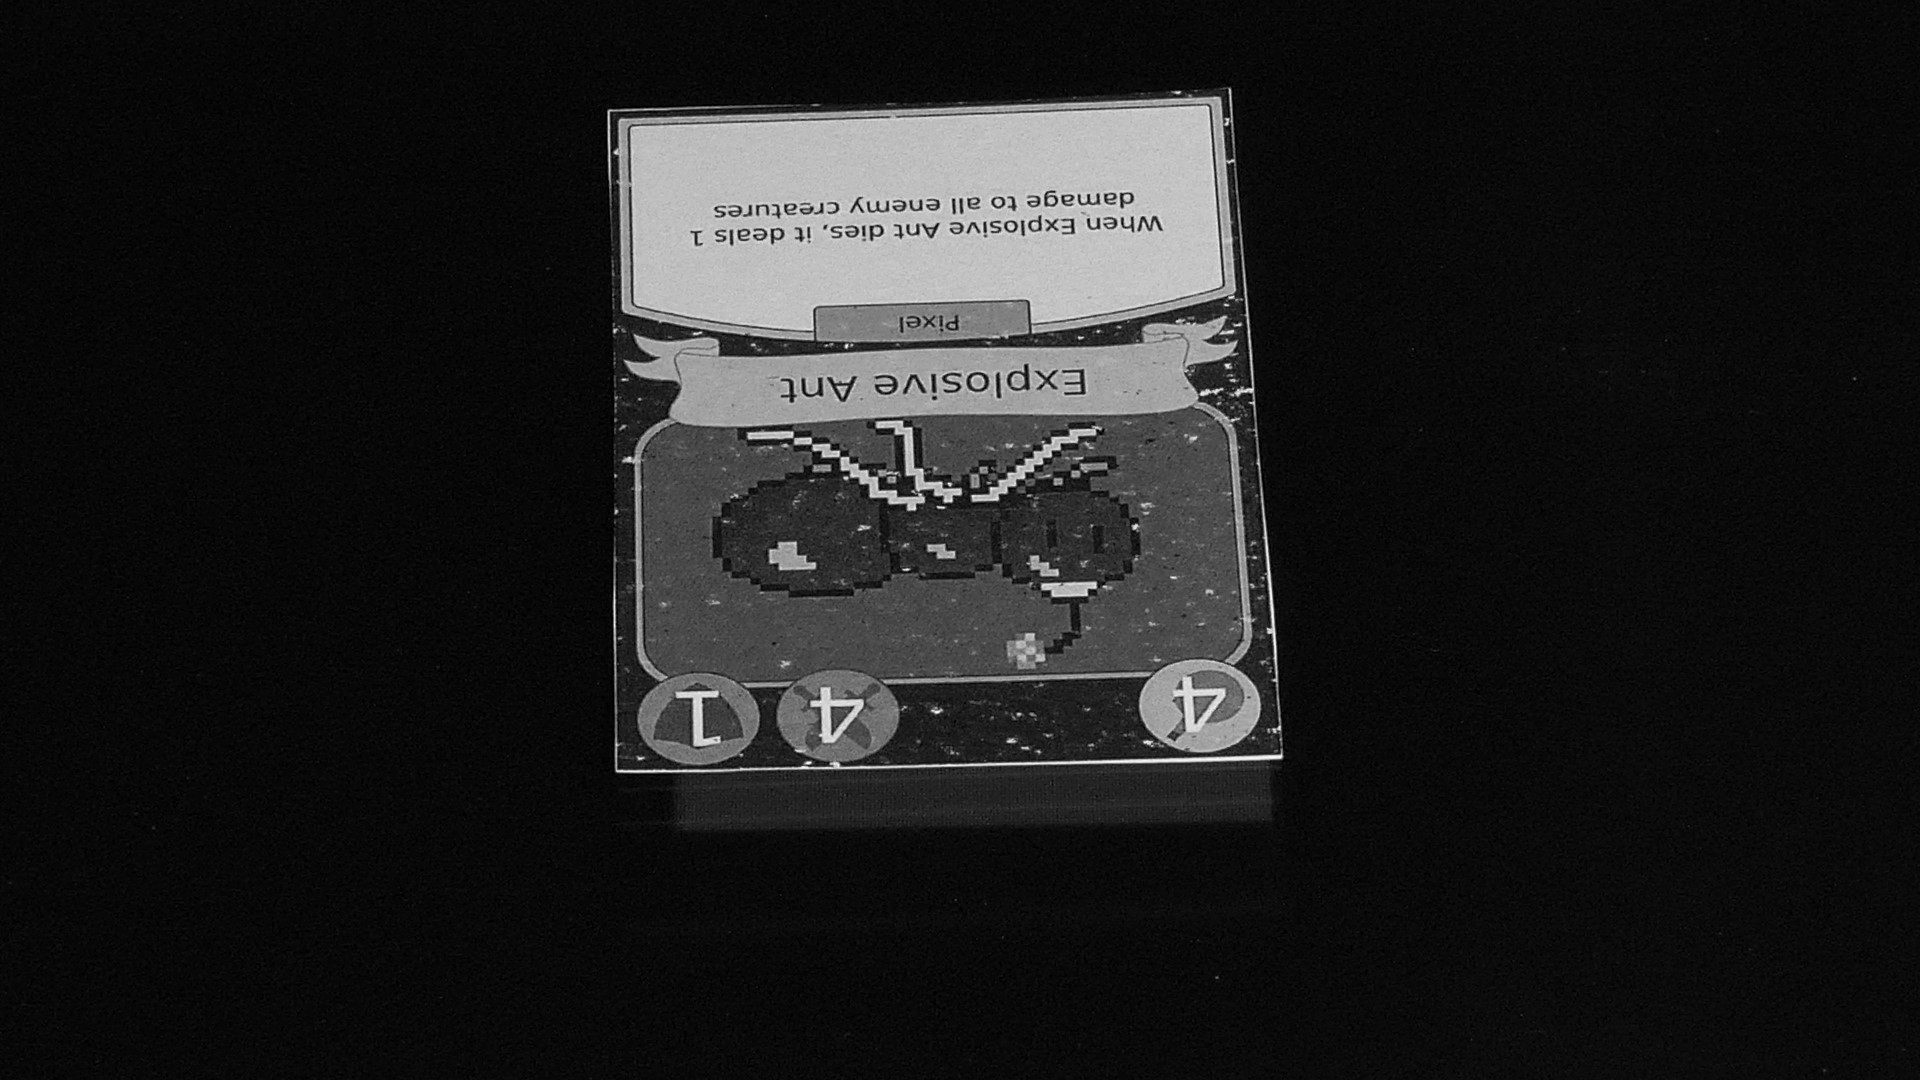 4
4
1
Explosive Ant
Pixel
When Explosive Ant dies, it deals 1
damage to all enemy creatures